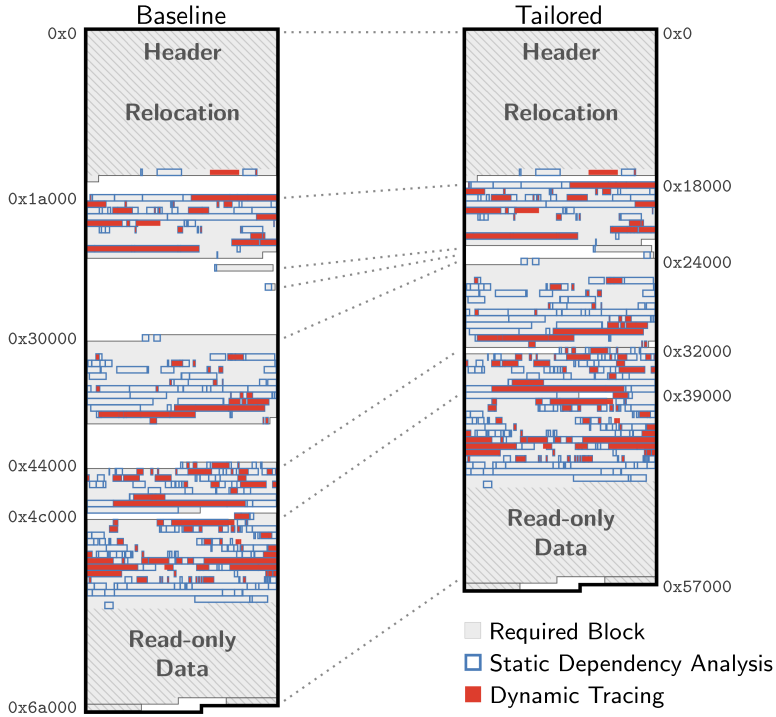 Baseline
Tailored
0x0
Header
Relocation
0x1a000
0x30000
0x44000
0x4c000
Read-only
Data
0x6a000
0x0
Header
Relocation
0x18000
0x24000
0x32000
0x39000
Read-only
Data
0x57000
Required Block
Static Dependency Analysis
Dynamic Tracing